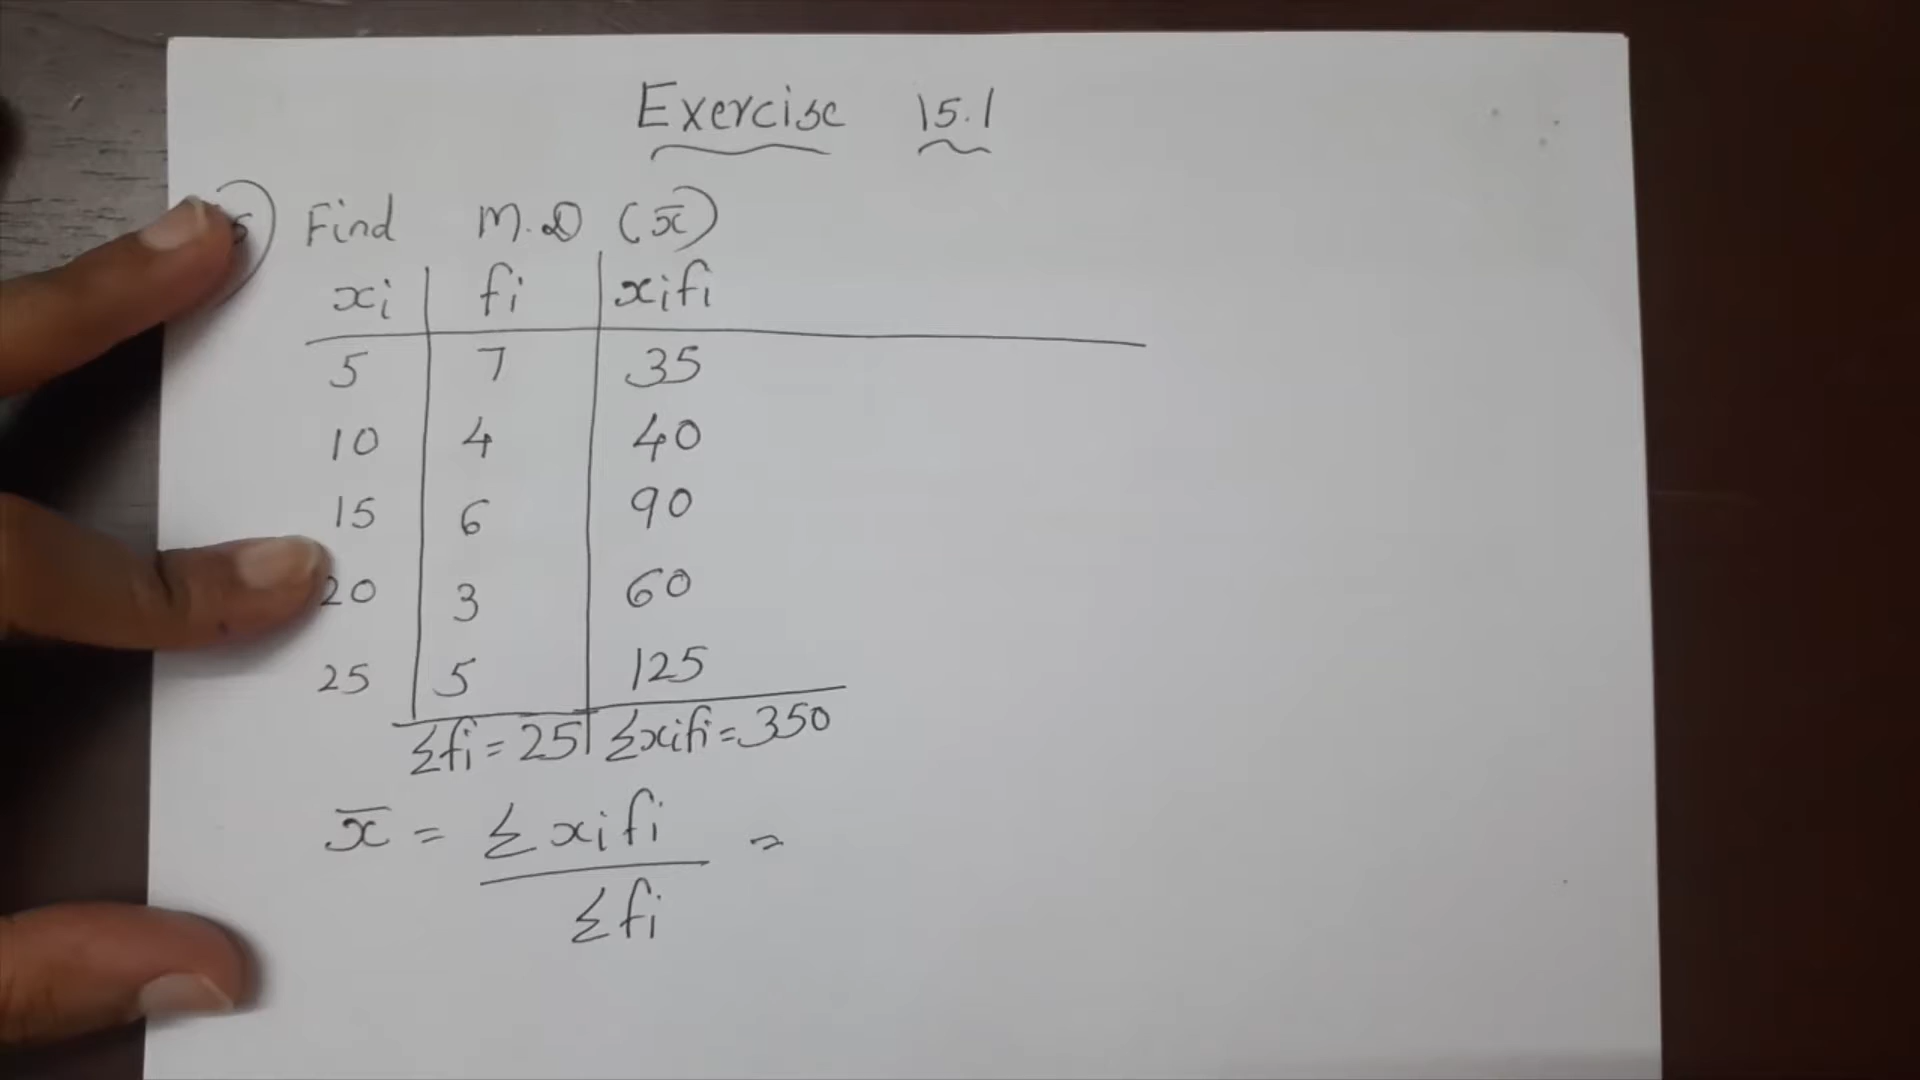 Exercise 15.1
5) Find M.D (x̄)
xi | fi | xifi
5 | 7 | 35
10 | 4 | 40
15 | 6 | 90
20 | 3 | 60
25 | 5 | 125
Σfi = 25 | Σxifi = 350
x̄ = Σxifi =
Σfi